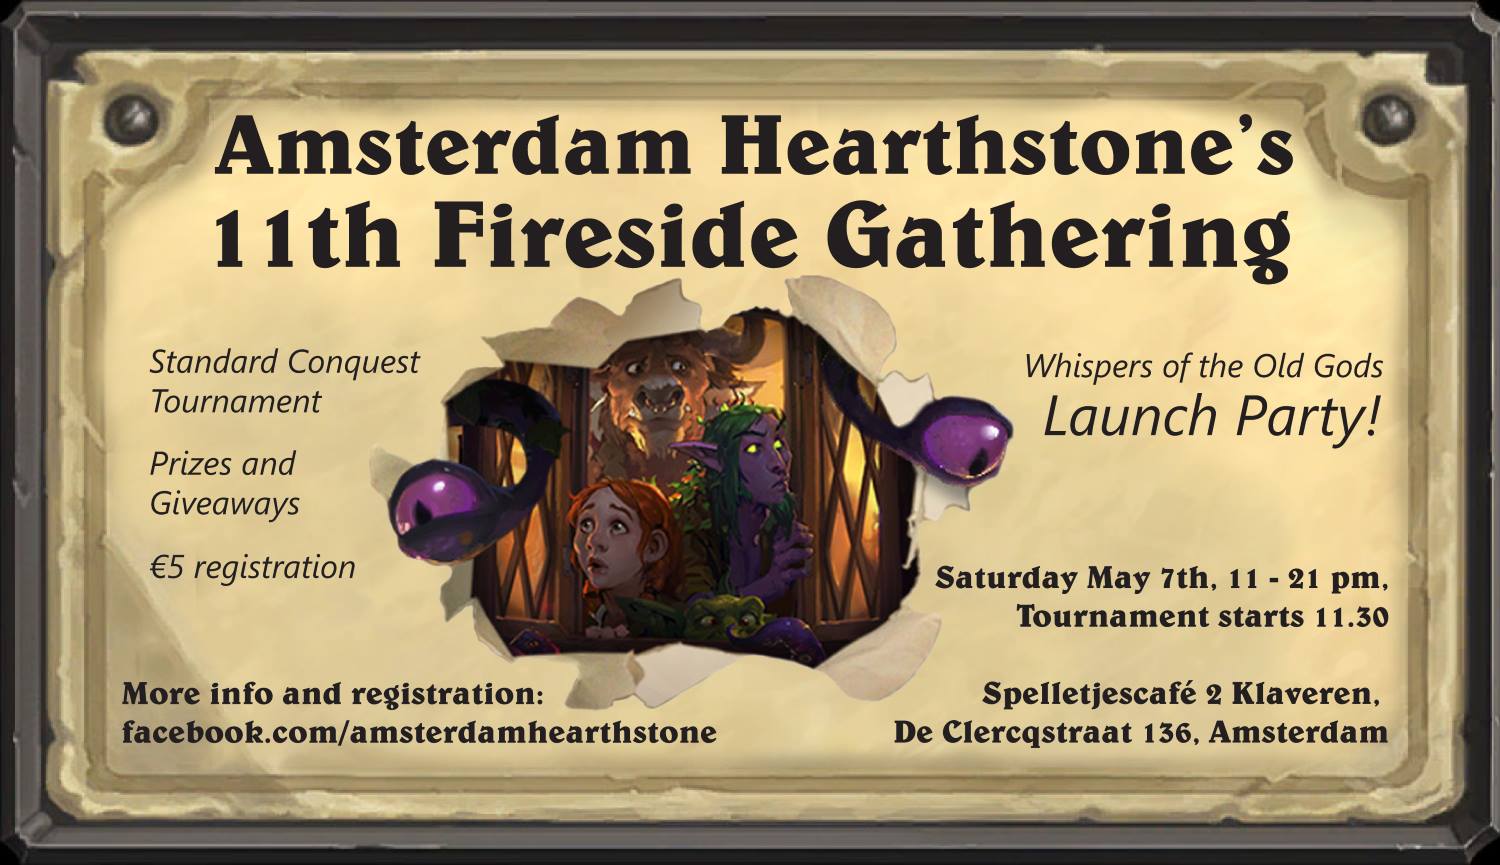 Amsterdam Hearthstone's
11th Fireside Gathering
Standard Conquest
Tournament
Prizes and
Giveaways
€5 registration
Whispers of the Old Gods
Launch Party!
Saturday May 7th, 11 - 21 pm,
Tournament starts 11.30
More info and registration:
facebook.com/amsterdamhearthstone
Spelletjescafé 2 Klaveren,
De Clercqstraat 136, Amsterdam